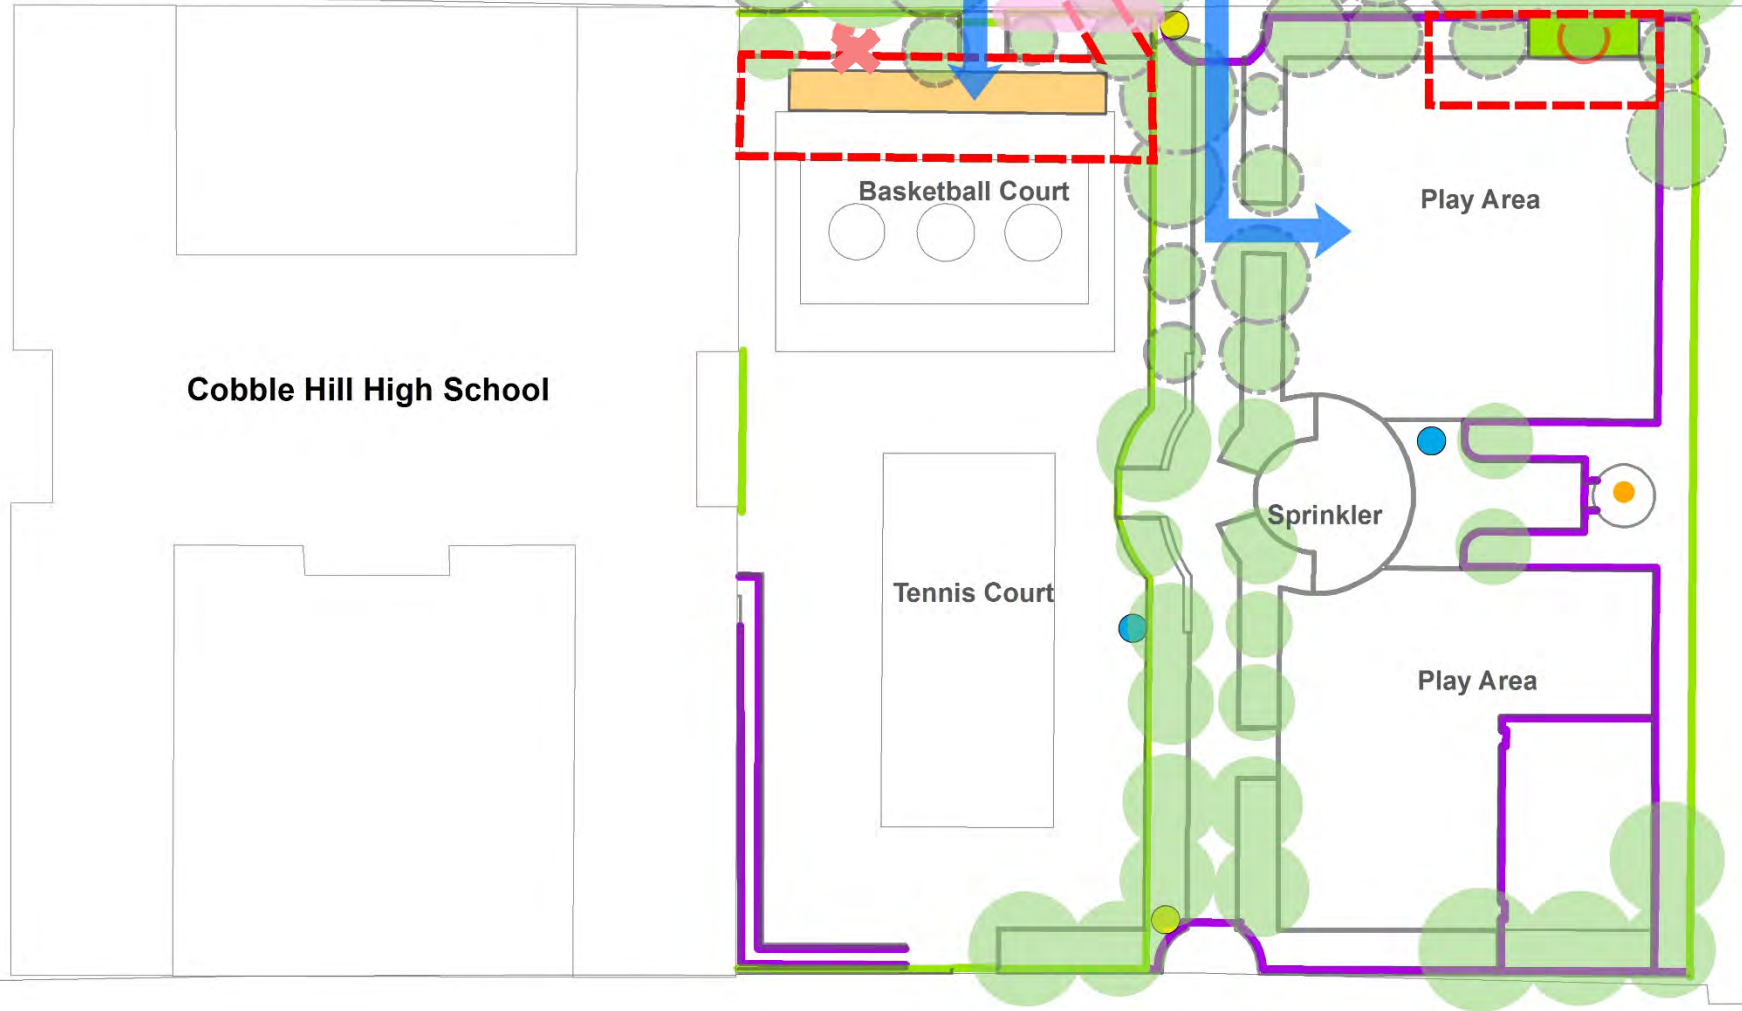 Basketball Court
Play Area
Cobble Hill High School
Sprinkler
Tennis Court
Play Area